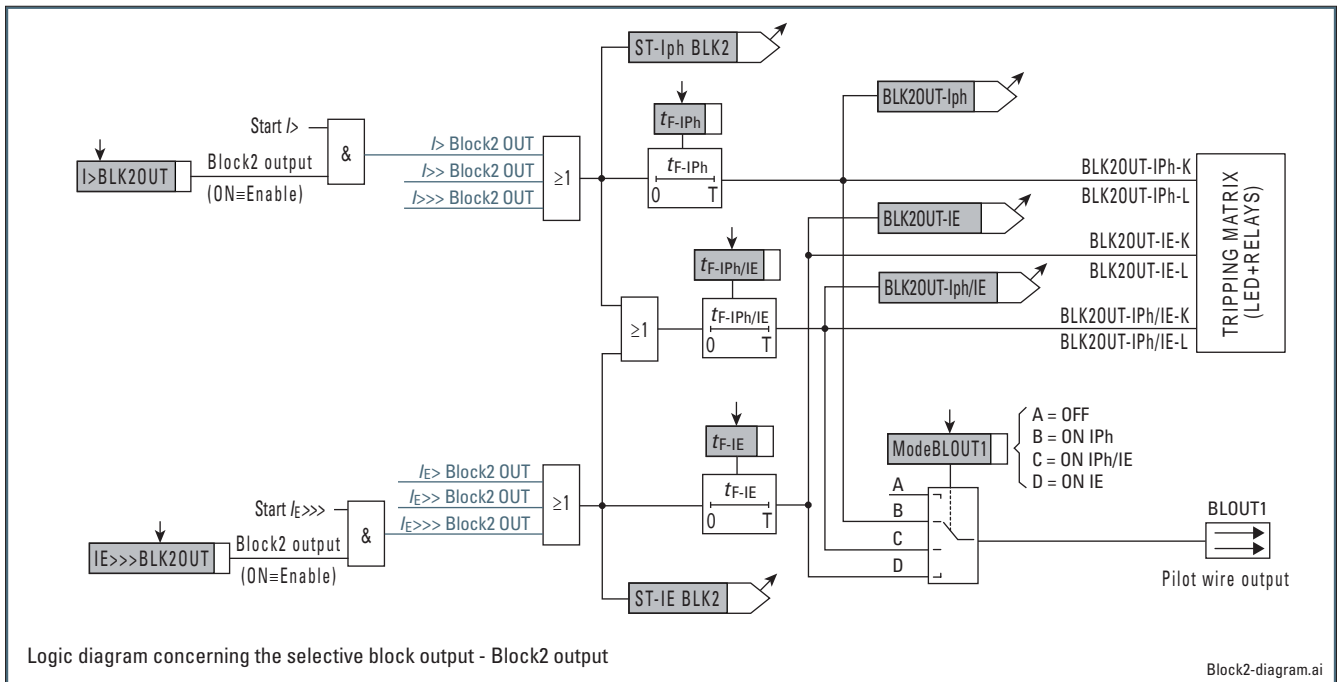 ST-Iph BLK2
BLK2OUT-Iph
tF-IPh
Start I>
I>BLK2OUT
Block2 output
(ON≡Enable)
&
I> Block2 OUT
I>> Block2 OUT
I>>> Block2 OUT
≥1
tF-IPh
0 T
BLK2OUT-IPh-K
BLK2OUT-IPh-L
BLK2OUT-IE
BLK2OUT-IE-K
BLK2OUT-IE-L
tF-IPh/IE
BLK2OUT-Iph/IE
≥1
tF-IPh/IE
0 T
BLK2OUT-IPh/IE-K
BLK2OUT-IPh/IE-L
TRIPPING MATRIX
(LED+RELAYS)
A = OFF
B = ON IPh
C = ON IPh/IE
D = ON IE
ModeBLOUT1
tF-IE
IE> Block2 OUT
IE>> Block2 OUT
IE>>> Block2 OUT
≥1
tF-IE
0 T
A
B
C
D
BLOUT1
Pilot wire output
Start IE>>>
IE>>>BLK2OUT
Block2 output
(ON≡Enable)
&
ST-IE BLK2
Logic diagram concerning the selective block output - Block2 output
Block2-diagram.ai